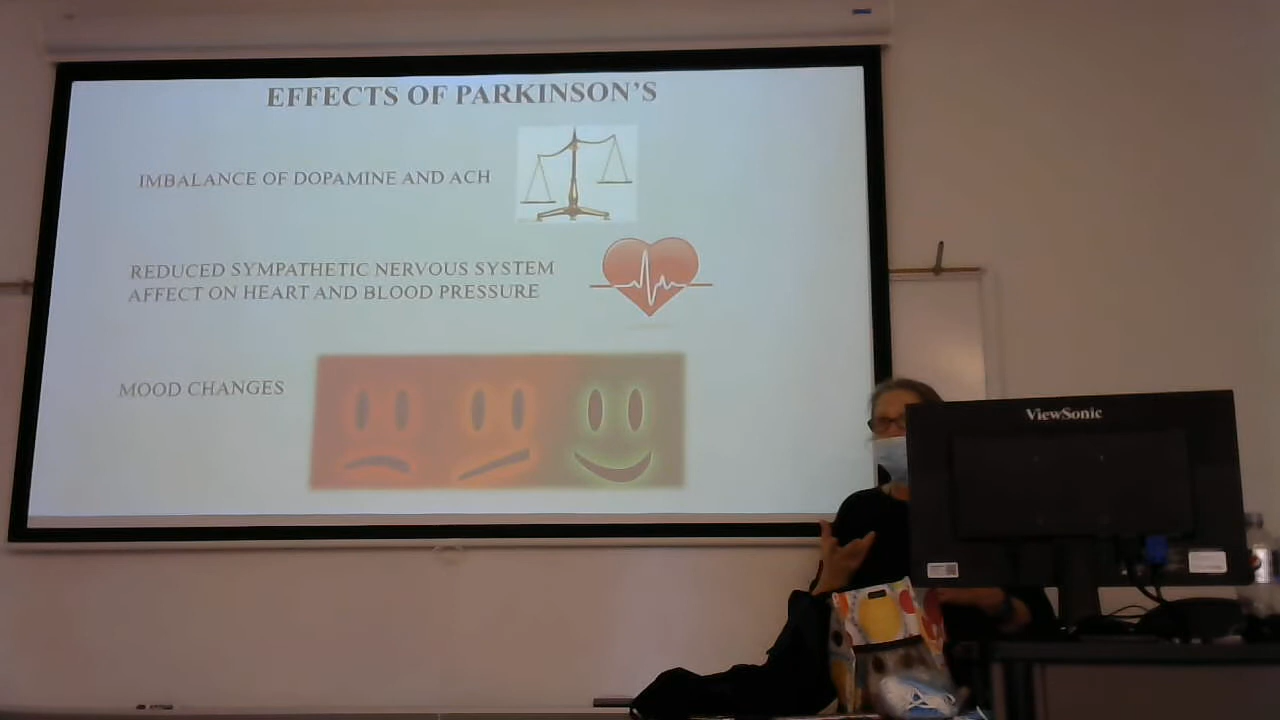 EFFECTS OF PARKINSON'S
IMBALANCE OF DOPAMINE AND ACH
REDUCED SYMPATHETIC NERVOUS SYSTEM
AFFECT ON HEART AND BLOOD PRESSURE
MOOD CHANGES
ViewSonic